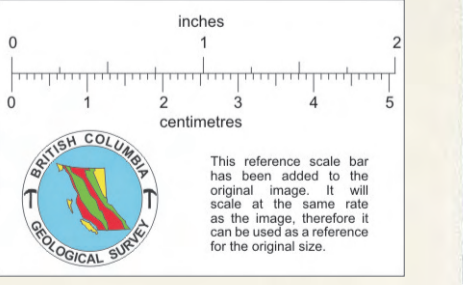 inches
0 1 2
0 1 2 3 4 5
centimetres
BRITISH COLUMBIA
GEOLOGICAL SURVEY
This reference scale bar
has been added to the
original image. It will
scale at the same rate
as the image, therefore it
can be used as a reference
for the original size.